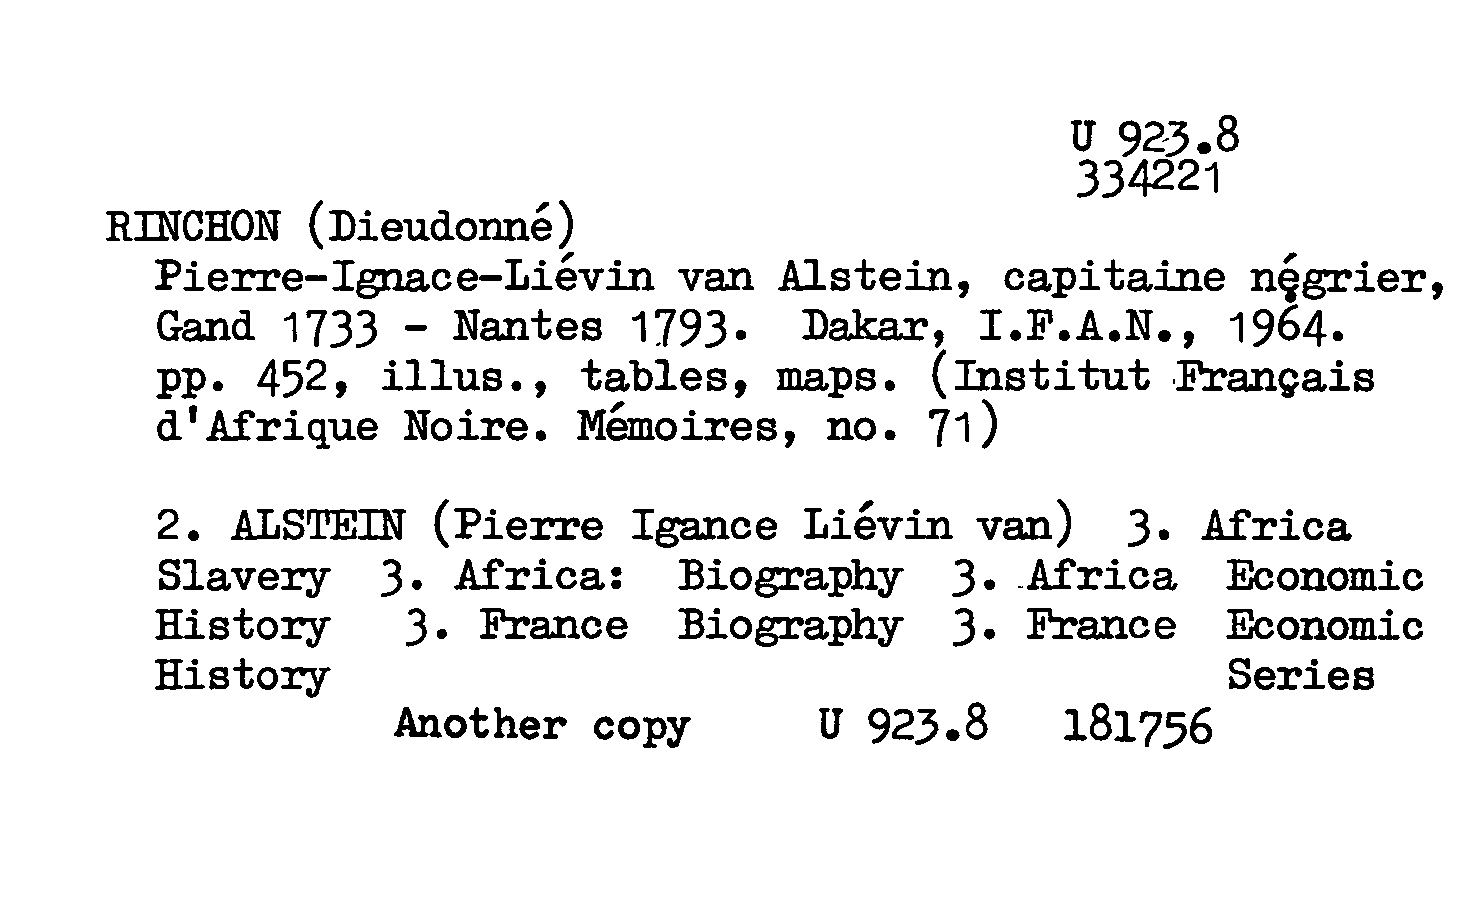 U 923.8
334221
RINCHON (Dieudonné)
Pierre-Ignace-Liévin van Alstein, capitaine négrier,
Gand 1733 - Nantes 1793. Dakar, I.F.A.N., 1964.
pp. 452, illus., tables, maps. (Institut Français
d'Afrique Noire. Mémoires, no. 71)
2. ALSTEIN (Pierre Igance Liévin van) 3. Africa
Slavery 3. Africa: Biography 3. Africa Economic
History 3. France Biography 3. France Economic
History Series
Another copy U 923.8 181756